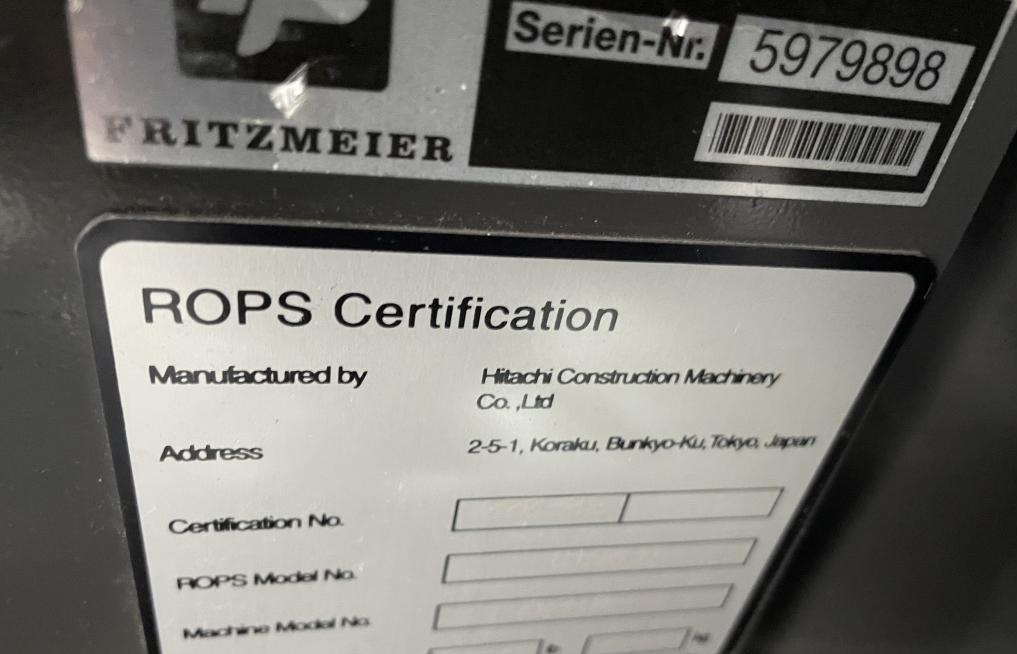 Serien-Nr. 5979898
FRITZMEIER
ROPS Certification
Manufactured by Hitachi Construction Machinery
Co. ,Ltd
Address 2-5-1, Koraku, Bunkyo-Ku, Tokyo, Japan
Certification No.
ROPS Model No.
Machine Model No.
kg